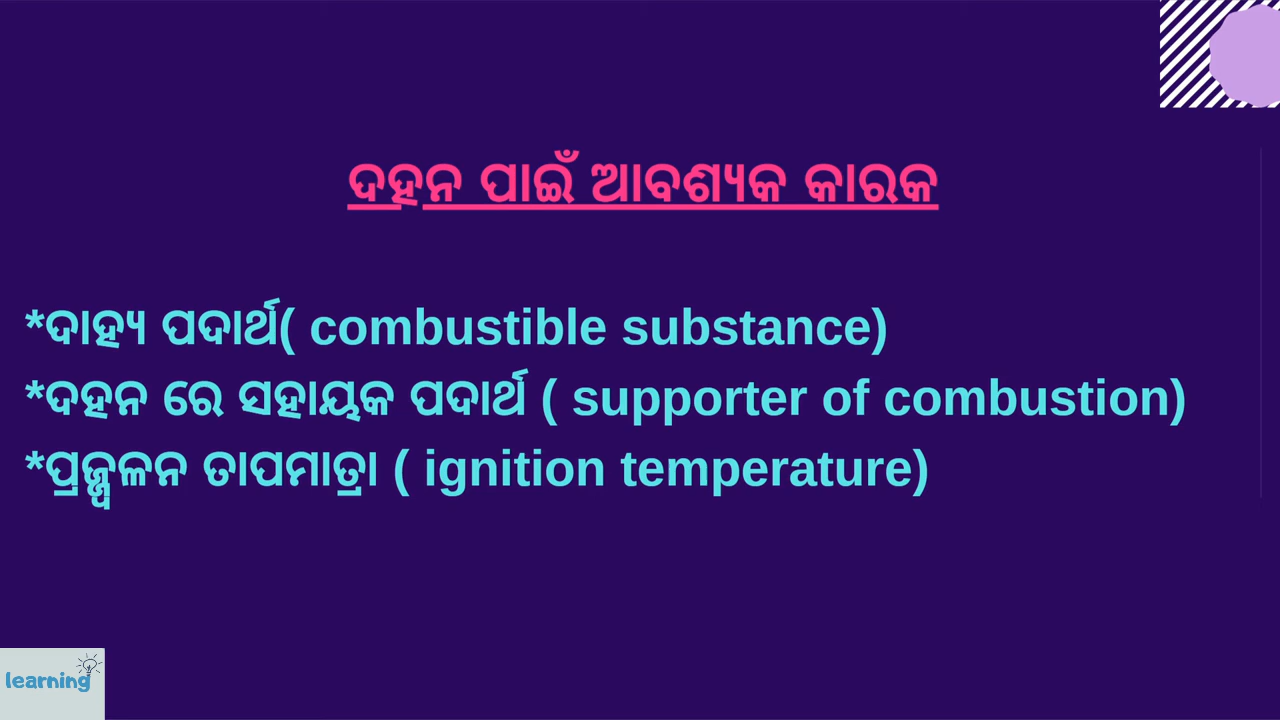 ଦହନ ପାଇଁ ଆବଶ୍ୟକ କାରକ
*ଦାହ୍ୟ ପଦାର୍ଥ( combustible substance)
*ଦହନ ରେ ସହାୟକ ପଦାର୍ଥ ( supporter of combustion)
*ପ୍ରଜ୍ଜ୍ୱଳନ ତାପମାତ୍ରା ( ignition temperature)
learning